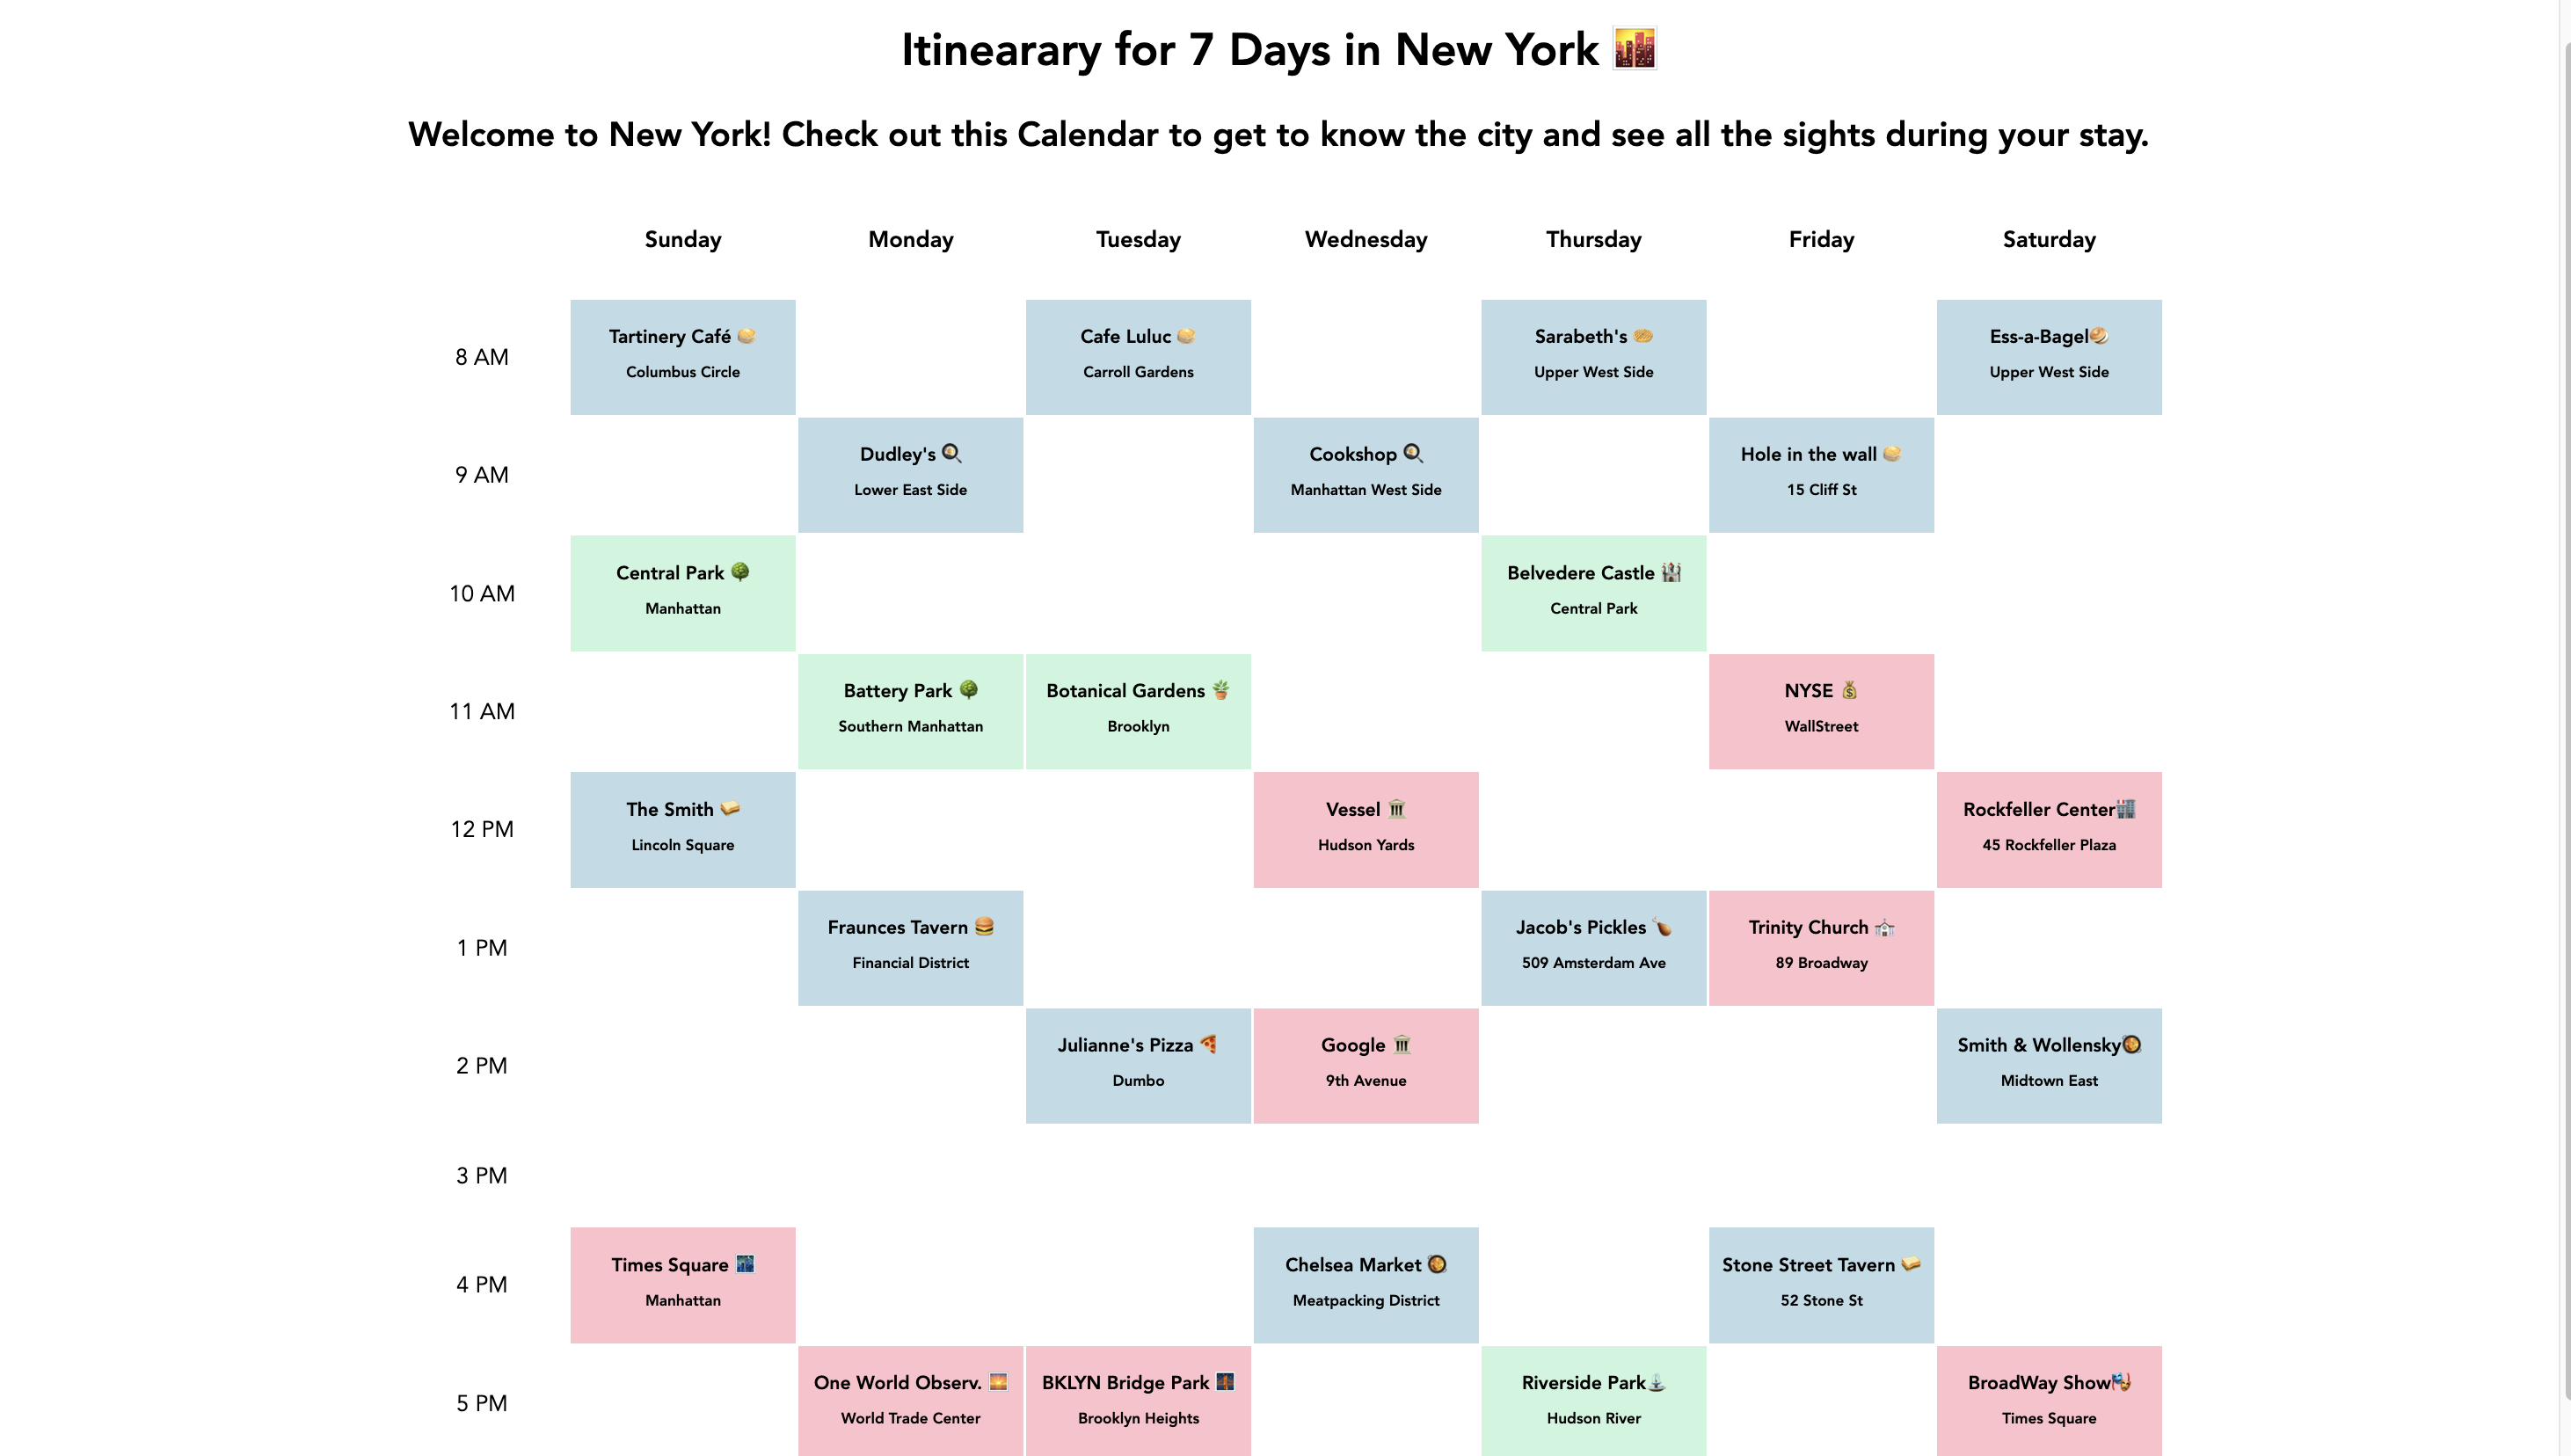 Itinearary for 7 Days in New York
Welcome to New York! Check out this Calendar to get to know the city and see all the sights during your stay.
Sunday Monday Tuesday Wednesday Thursday Friday Saturday
8 AM
Tartinery Café
Columbus Circle
Cafe Luluc
Carroll Gardens
Sarabeth's
Upper West Side
Ess-a-Bagel
Upper West Side
9 AM
Dudley's
Lower East Side
Cookshop
Manhattan West Side
Hole in the wall
15 Cliff St
10 AM
Central Park
Manhattan
Belvedere Castle
Central Park
11 AM
Battery Park
Southern Manhattan
Botanical Gardens
Brooklyn
NYSE
WallStreet
12 PM
The Smith
Lincoln Square
Vessel
Hudson Yards
Rockfeller Center
45 Rockfeller Plaza
1 PM
Fraunces Tavern
Financial District
Jacob's Pickles
509 Amsterdam Ave
Trinity Church
89 Broadway
2 PM
Julianne's Pizza
Dumbo
Google
9th Avenue
Smith & Wollensky
Midtown East
3 PM
4 PM
Times Square
Manhattan
Chelsea Market
Meatpacking District
Stone Street Tavern
52 Stone St
5 PM
One World Observ.
World Trade Center
BKLYN Bridge Park
Brooklyn Heights
Riverside Park
Hudson River
BroadWay Show
Times Square